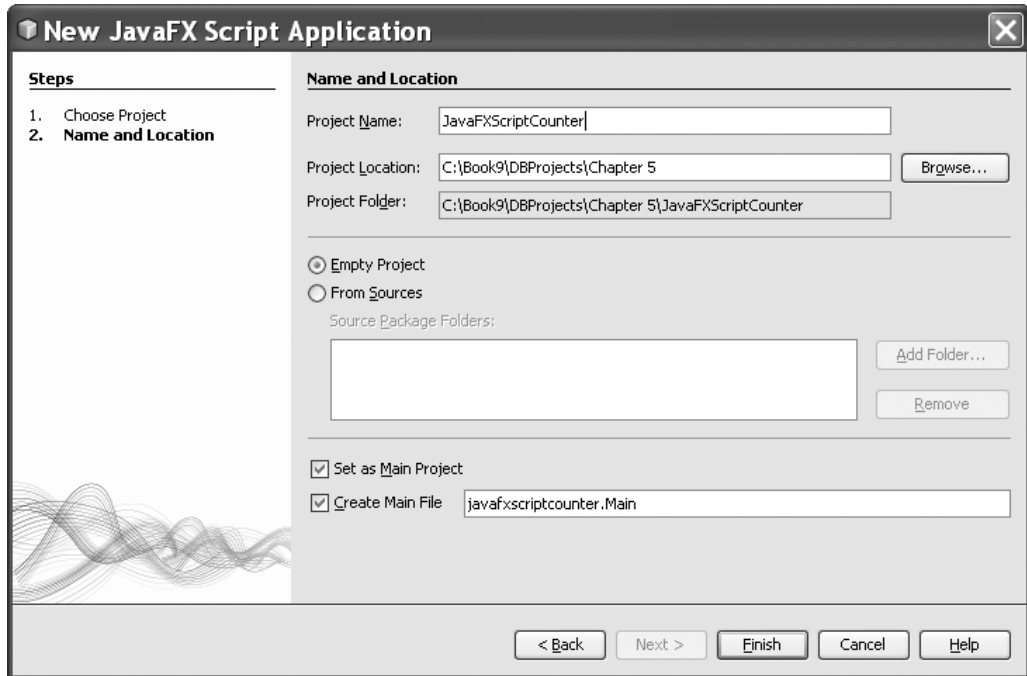 New JavaFX Script Application
Steps
1. Choose Project
2. Name and Location
Name and Location
Project Name: JavaFXScriptCounter
Project Location: C:\Book9\DBProjects\Chapter 5 Browse...
Project Folder: C:\Book9\DBProjects\Chapter 5\JavaFXScriptCounter
Empty Project
From Sources
Source Package Folders:
Add Folder...
Remove
Set as Main Project
Create Main File javafxscriptcounter.Main
< Back Next > Finish Cancel Help